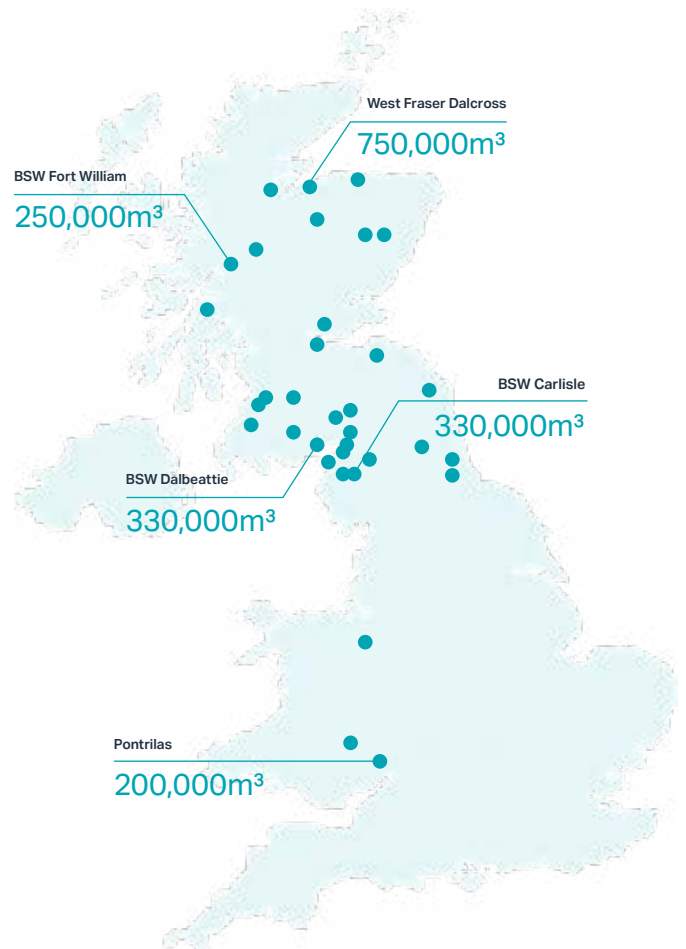 West Fraser Dalcross
750,000m³
BSW Fort William
250,000m³
BSW Carlisle
330,000m³
BSW Dalbeattie
330,000m³
Pontrilas
200,000m³